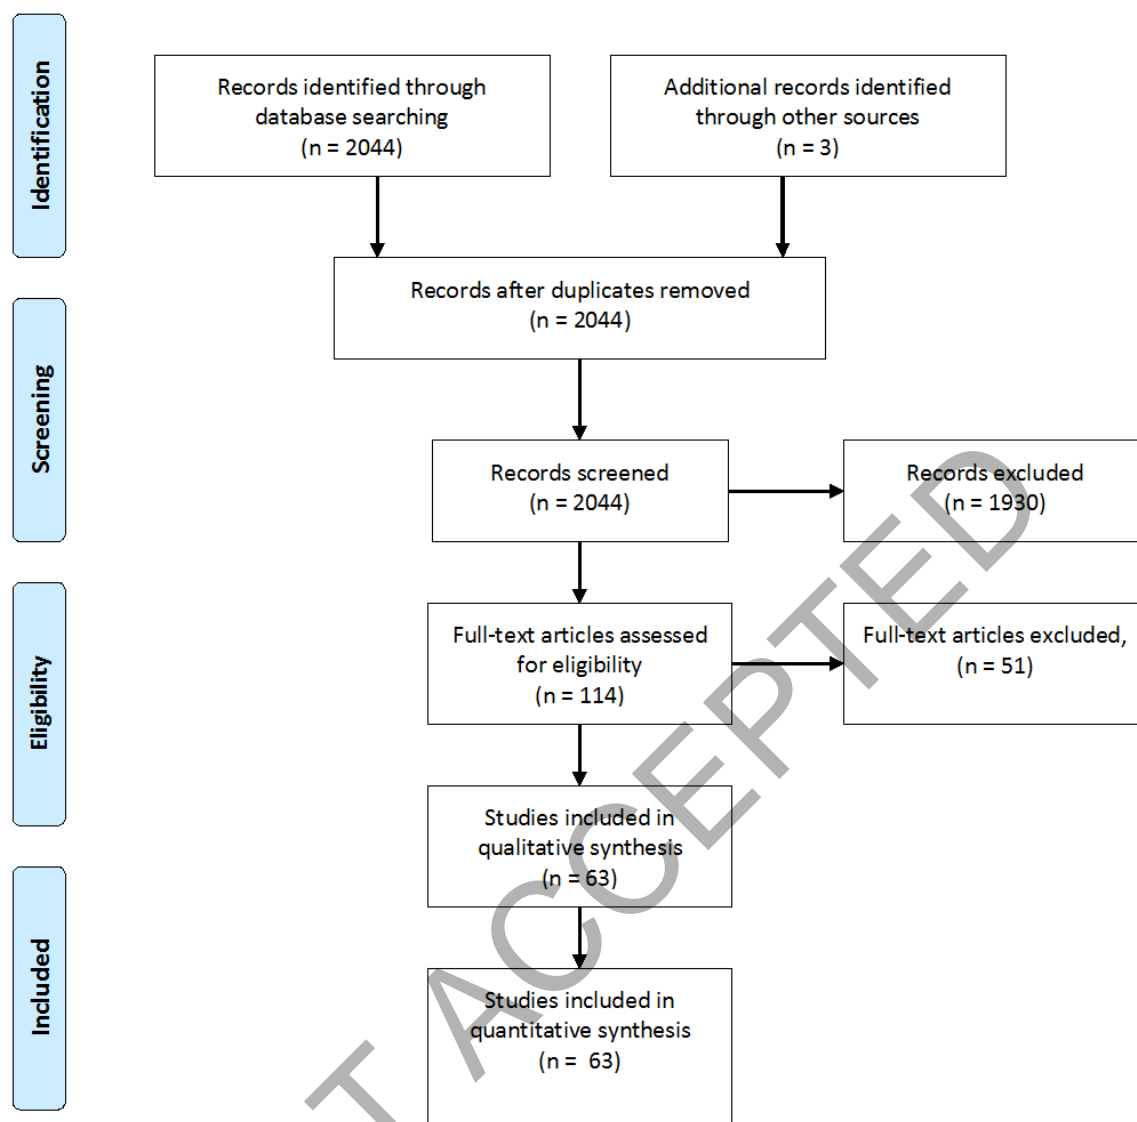 Identification
Records identified through
database searching
(n = 2044)
Additional records identified
through other sources
(n = 3)
Records after duplicates removed
(n = 2044)
Screening
Records screened
(n = 2044)
Records excluded
(n = 1930)
Eligibility
Full-text articles assessed
for eligibility
(n = 114)
Full-text articles excluded,
(n = 51)
Studies included in
qualitative synthesis
(n = 63)
Included
Studies included in
quantitative synthesis
(n = 63)
T ACCEPTED